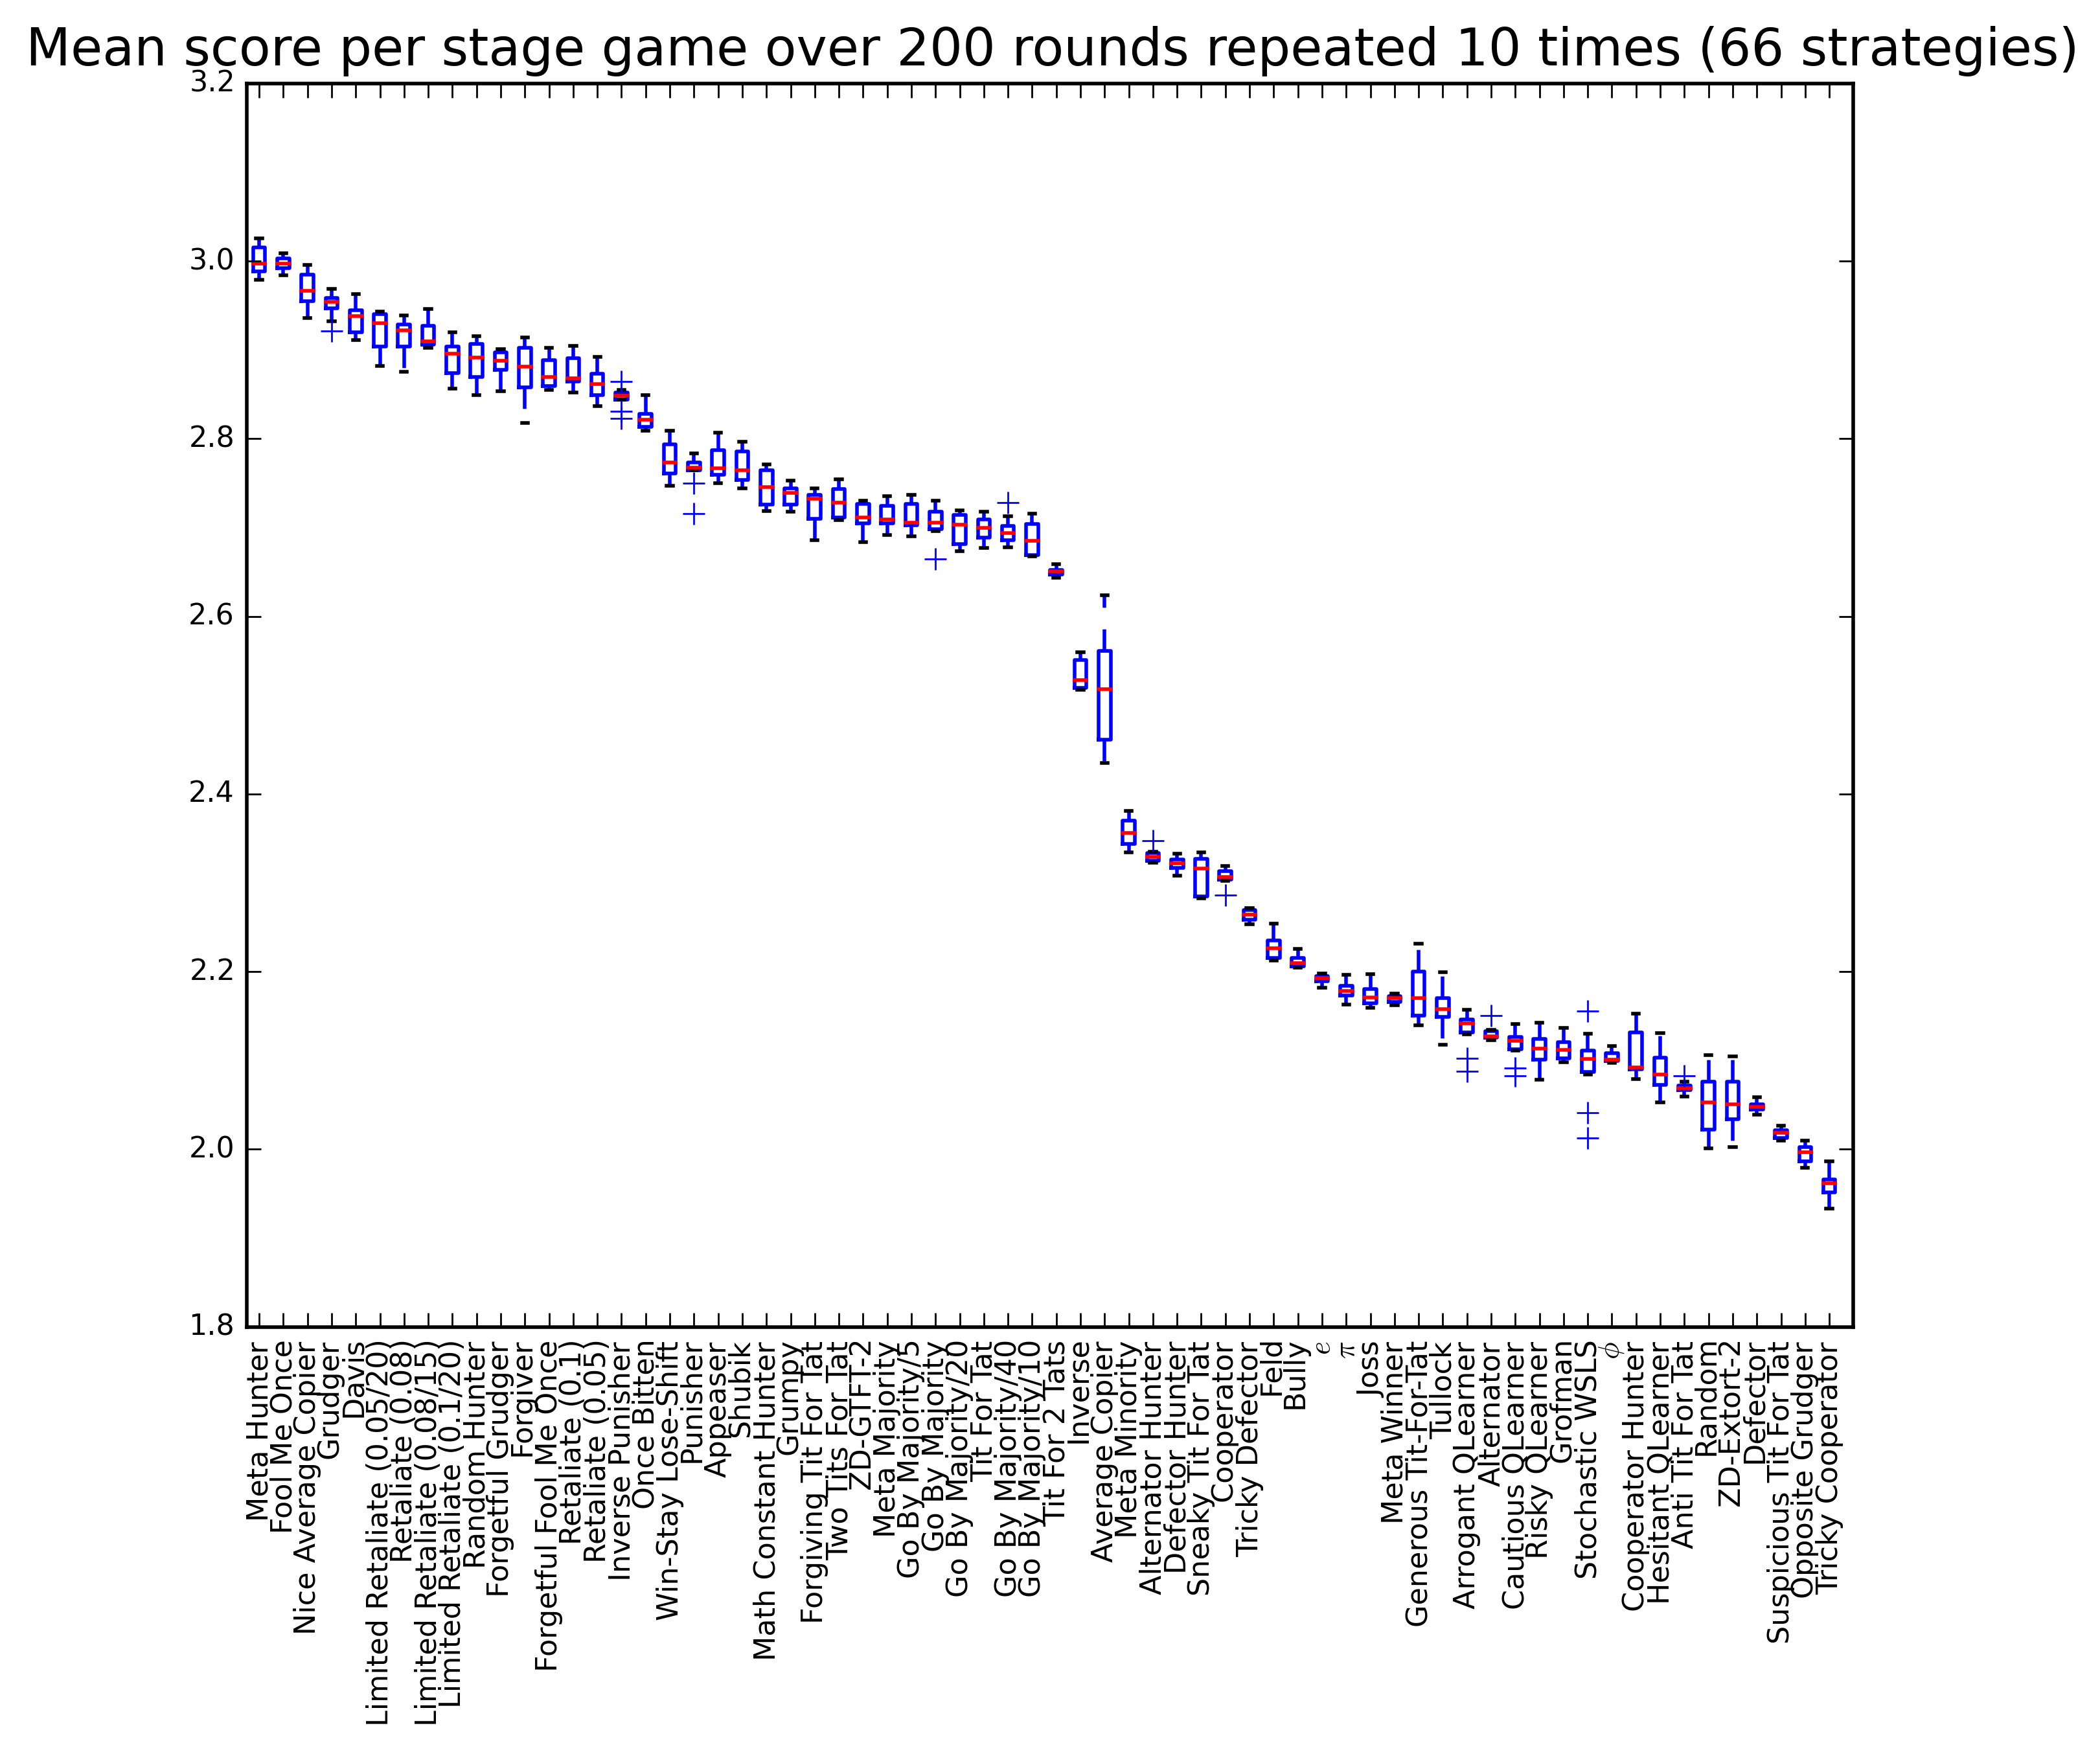 Mean score per stage game over 200 rounds repeated 10 times (66 strategies)
3.2
3.0
2.8
2.6
2.4
2.2
2.0
1.8
Meta Hunter
Fool Me Once
Nice Average Copier
Grudger
Davis
Limited Retaliate (0.05/20)
Retaliate (0.08)
Limited Retaliate (0.08/15)
Limited Retaliate (0.1/20)
Random Hunter
Forgetful Grudger
Forgiver
Forgetful Fool Me Once
Retaliate (0.1)
Retaliate (0.05)
Inverse Punisher
Once Bitten
Win-Stay Lose-Shift
Punisher
Appeaser
Shubik
Math Constant Hunter
Grumpy
Forgiving Tit For Tat
Two Tits For Tat
ZD-GTFT-2
Meta Majority
Go By Majority/5
Go By Majority
Go By Majority/20
Tit For Tat
Go By Majority/40
Go By Majority/10
Tit For 2 Tats
Inverse
Average Copier
Meta Minority
Alternator Hunter
Defector Hunter
Sneaky Tit For Tat
Cooperator
Tricky Defector
Feld
Bully
e
π
Joss
Meta Winner
Generous Tit-For-Tat
Tullock
Arrogant QLearner
Alternator
Cautious QLearner
Risky QLearner
Grofman
Stochastic WSLS
ϕ
Cooperator Hunter
Hesitant QLearner
Anti Tit For Tat
Random
ZD-Extort-2
Defector
Suspicious Tit For Tat
Opposite Grudger
Tricky Cooperator